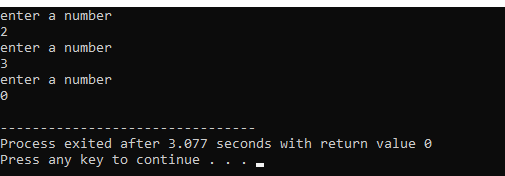 enter a number
2
enter a number
3
enter a number
0
--------------------------------
Process exited after 3.077 seconds with return value 0
Press any key to continue . . .